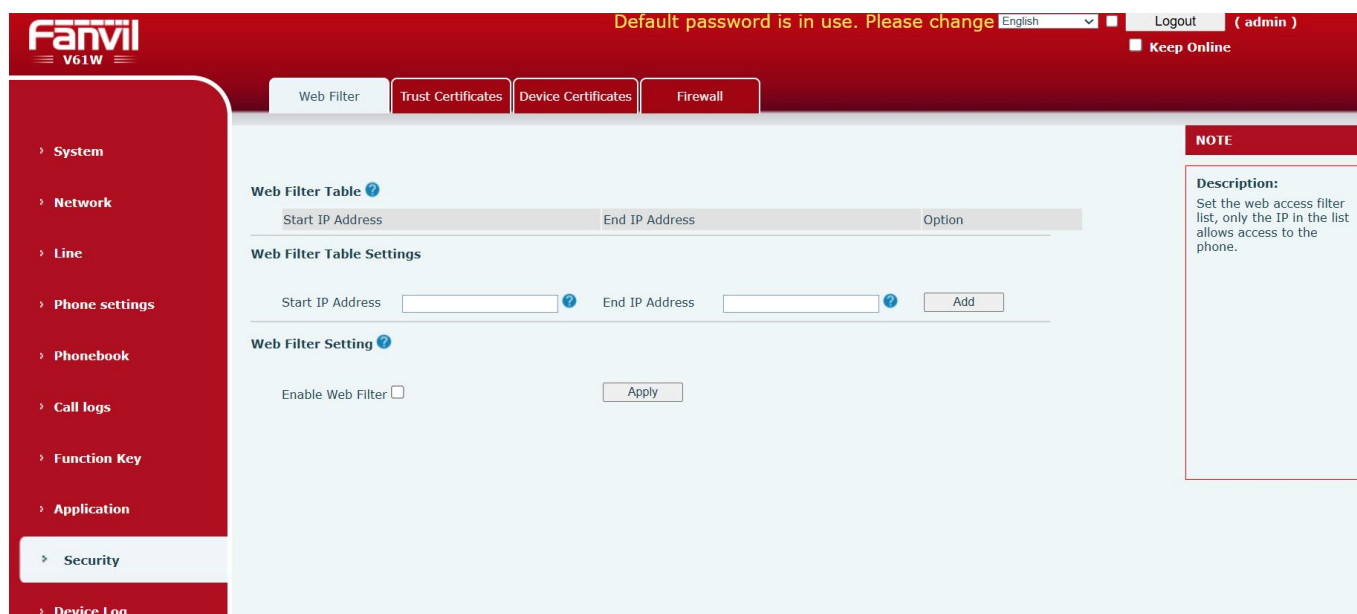 Fanvil
V61W
Default password is in use. Please change
English
Logout
( admin )
Keep Online
Web Filter
Trust Certificates
Device Certificates
Firewall
System
Network
Line
Phone settings
Phonebook
Call logs
Function Key
Application
Security
Device Log
Web Filter Table
Start IP Address End IP Address Option
Web Filter Table Settings
Start IP Address End IP Address Add
Web Filter Setting
Enable Web Filter Apply
NOTE
Description:
Set the web access filter
list, only the IP in the list
allows access to the
phone.